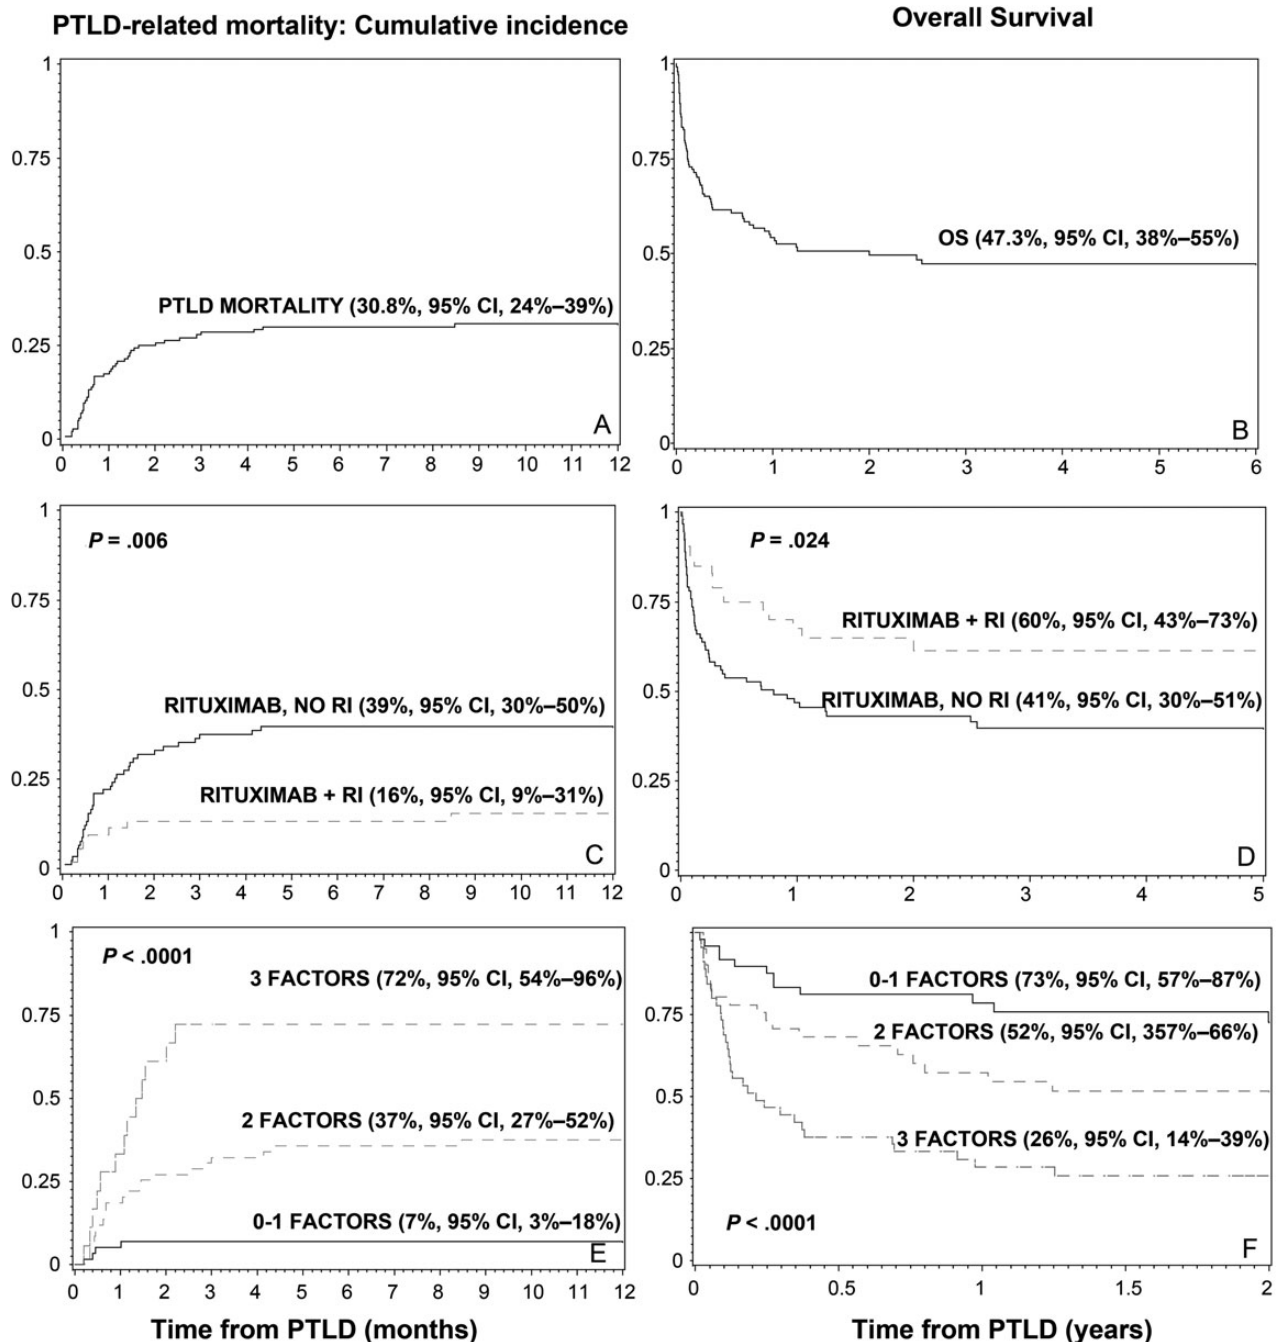 PTLD-related mortality: Cumulative incidence
Overall Survival
1
0.75
0.5
0.25
0
PTLD MORTALITY (30.8%, 95% CI, 24%–39%)
A
0 1 2 3 4 5 6 7 8 9 10 11 12
1
0.75
0.5
0.25
0
OS (47.3%, 95% CI, 38%–55%)
B
0 1 2 3 4 5 6
1
0.75
0.5
0.25
0
P = .006
RITUXIMAB, NO RI (39%, 95% CI, 30%–50%)
RITUXIMAB + RI (16%, 95% CI, 9%–31%)
C
0 1 2 3 4 5 6 7 8 9 10 11 12
1
0.75
0.5
0.25
0
P = .024
RITUXIMAB + RI (60%, 95% CI, 43%–73%)
RITUXIMAB, NO RI (41%, 95% CI, 30%–51%)
D
0 1 2 3 4 5
1
0.75
0.5
0.25
0
P < .0001
3 FACTORS (72%, 95% CI, 54%–96%)
2 FACTORS (37%, 95% CI, 27%–52%)
0-1 FACTORS (7%, 95% CI, 3%–18%)
E
0 1 2 3 4 5 6 7 8 9 10 11 12
Time from PTLD (months)
0.75
0.5
0.25
0
0-1 FACTORS (73%, 95% CI, 57%–87%)
2 FACTORS (52%, 95% CI, 357%–66%)
3 FACTORS (26%, 95% CI, 14%–39%)
P < .0001
F
0 0.5 1 1.5 2
Time from PTLD (years)